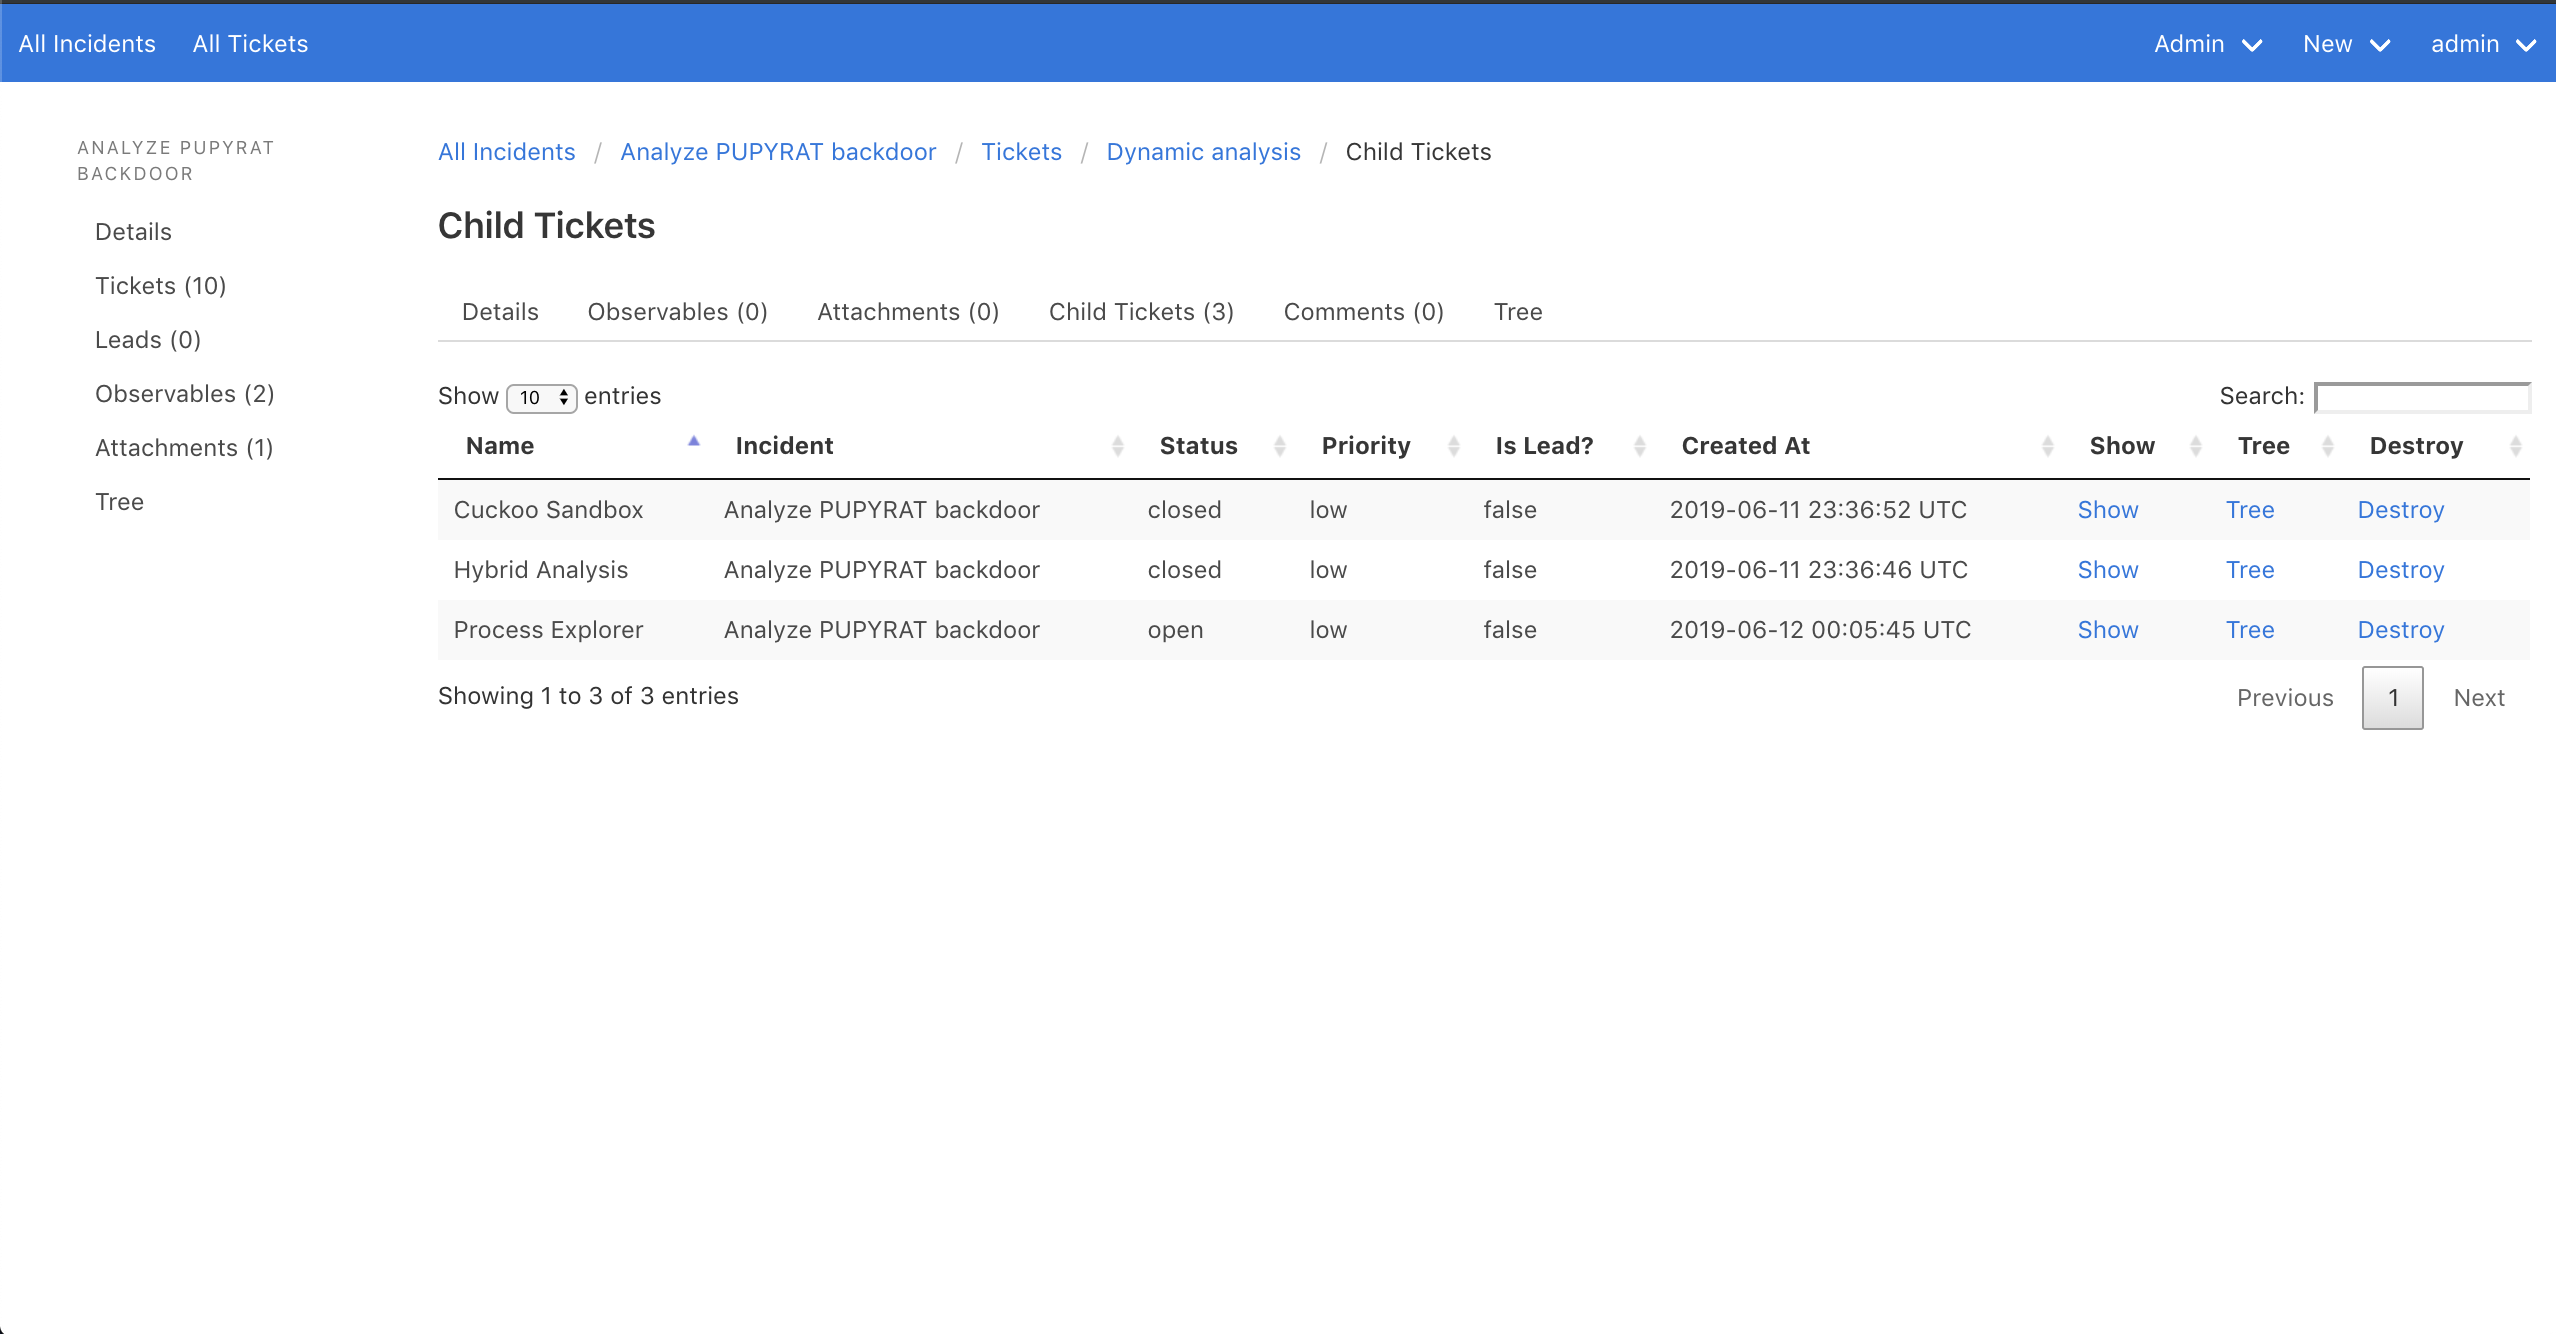 All Incidents All Tickets Admin New admin
ANALYZE PUPYRAT
BACKDOOR
Details
Tickets (10)
Leads (0)
Observables (2)
Attachments (1)
Tree
All Incidents / Analyze PUPYRAT backdoor / Tickets / Dynamic analysis / Child Tickets
Child Tickets
Details Observables (0) Attachments (0) Child Tickets (3) Comments (0) Tree
Show 10 entries Search:
Name Incident Status Priority Is Lead? Created At Show Tree Destroy
Cuckoo Sandbox Analyze PUPYRAT backdoor closed low false 2019-06-11 23:36:52 UTC Show Tree Destroy
Hybrid Analysis Analyze PUPYRAT backdoor closed low false 2019-06-11 23:36:46 UTC Show Tree Destroy
Process Explorer Analyze PUPYRAT backdoor open low false 2019-06-12 00:05:45 UTC Show Tree Destroy
Showing 1 to 3 of 3 entries Previous 1 Next